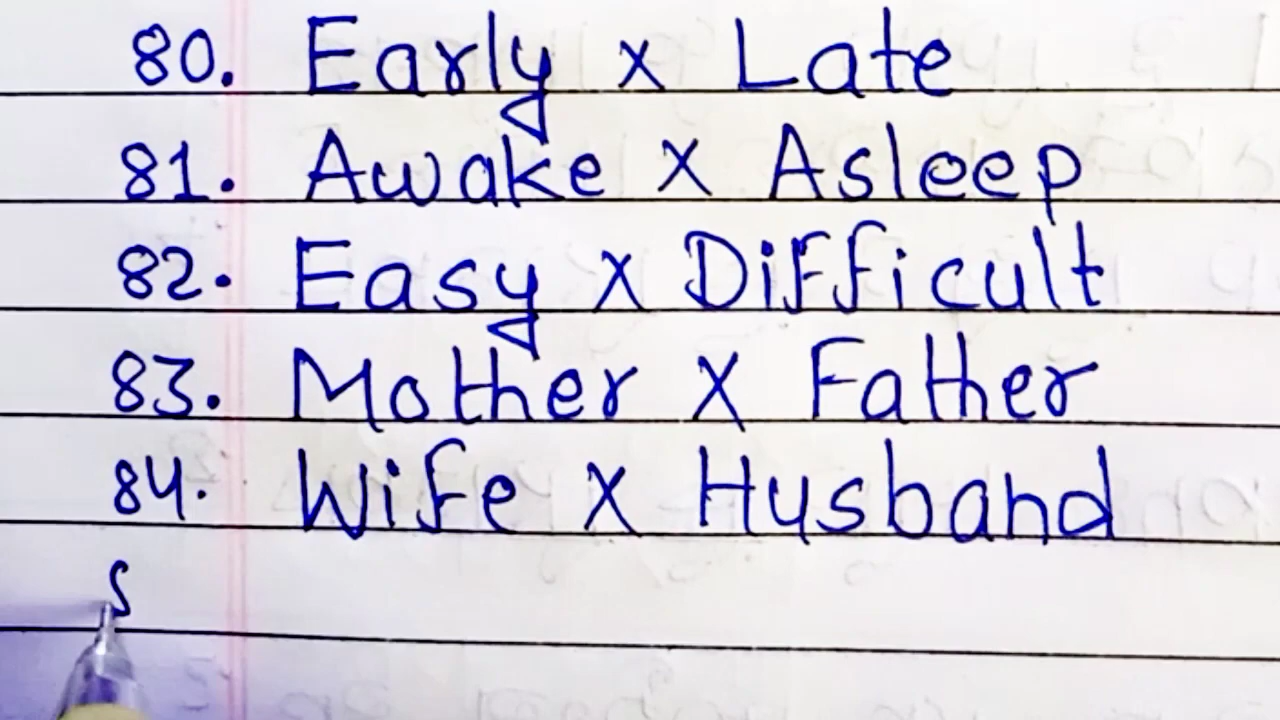 80. Early x Late
81. Awake x Asleep
82. Easy x Difficult
83. Mother x Father
84. Wife x Husband